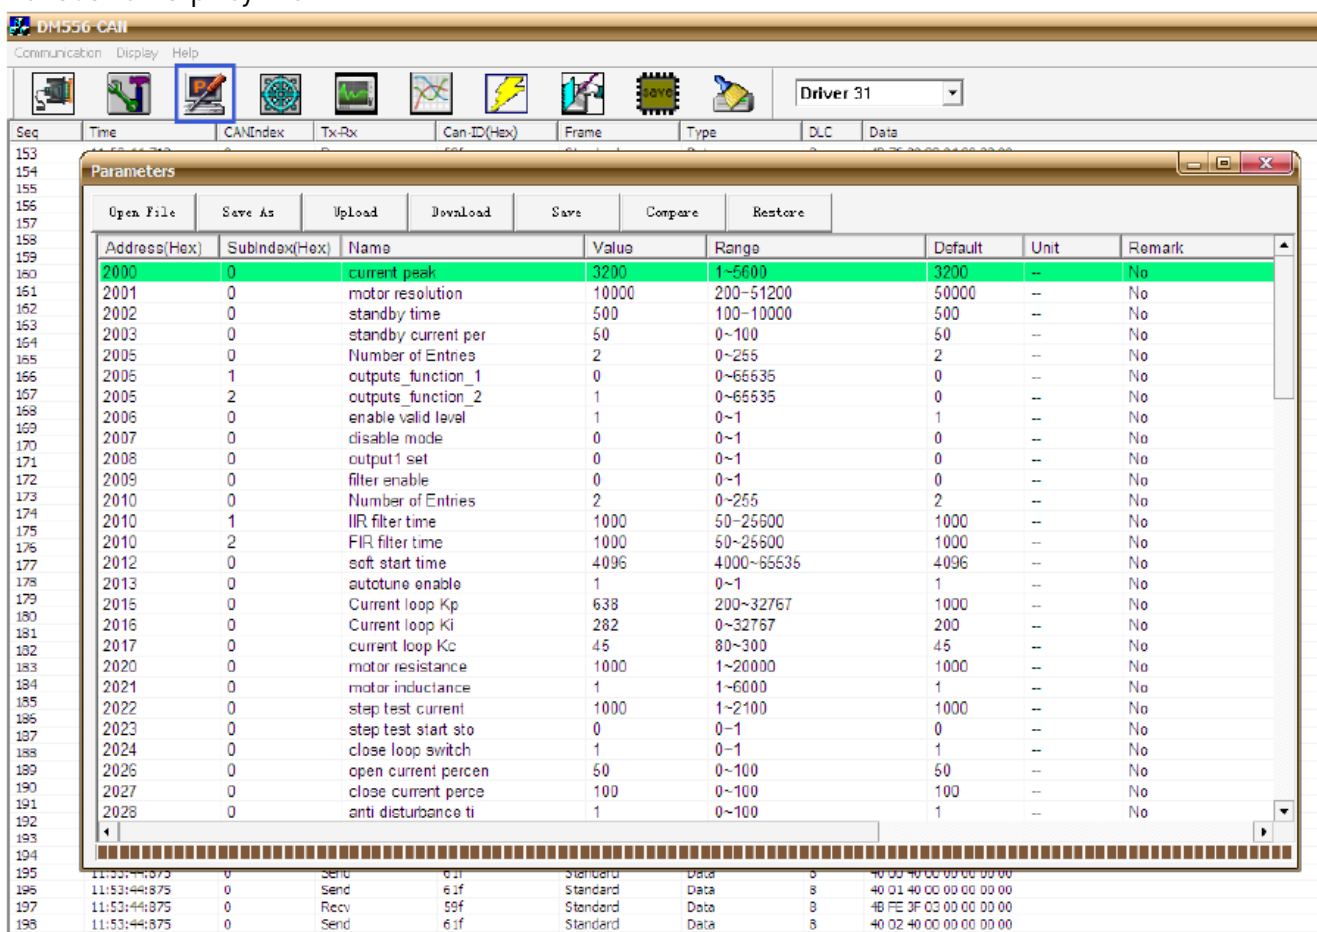 DM556-CAN
Communication Display Help
save
Driver 31
Seq Time CANIndex Tx-Rx Can-ID(Hex) Frame Type DLC Data
153
154
155
156
157
158
159
160
161
162
163
164
165
166
167
168
169
170
171
172
173
174
175
176
177
178
179
180
181
182
183
184
185
186
187
188
189
190
191
192
193
194
Parameters
Open File Save As Upload Download Save Compare Restore
Address(Hex) SubIndex(Hex) Name Value Range Default Unit Remark
2000 0 current peak 3200 1~5600 3200 -- No
2001 0 motor resolution 10000 200~51200 50000 -- No
2002 0 standby time 500 100~10000 500 -- No
2003 0 standby current per 50 0~100 50 -- No
2005 0 Number of Entries 2 0~255 2 -- No
2005 1 outputs_function_1 0 0~65535 0 -- No
2005 2 outputs_function_2 1 0~65535 0 -- No
2006 0 enable valid level 1 0~1 1 -- No
2007 0 disable mode 0 0~1 0 -- No
2008 0 output1 set 0 0~1 0 -- No
2009 0 filter enable 0 0~1 0 -- No
2010 0 Number of Entries 2 0~255 2 -- No
2010 1 IIR filter time 1000 50~25600 1000 -- No
2010 2 FIR filter time 1000 50~25600 1000 -- No
2012 0 soft start time 4096 4000~65535 4096 -- No
2013 0 autotune enable 1 0~1 1 -- No
2015 0 Current loop Kp 638 200~32767 1000 -- No
2016 0 Current loop Ki 282 0~32767 200 -- No
2017 0 current loop Kc 45 80~300 45 -- No
2020 0 motor resistance 1000 1~20000 1000 -- No
2021 0 motor inductance 1 1~6000 1 -- No
2022 0 step test current 1000 1~2100 1000 -- No
2023 0 step test start sto 0 0~1 0 -- No
2024 0 close loop switch 1 0~1 1 -- No
2026 0 open current percen 50 0~100 50 -- No
2027 0 close current perce 100 0~100 100 -- No
2028 0 anti disturbance ti 1 0~100 1 -- No
195 11:53:44:875 0 Send 61f Standard Data 8 40 00 40 00 00 00 00 00
196 11:53:44:875 0 Send 61f Standard Data 8 40 01 40 00 00 00 00 00
197 11:53:44:875 0 Recv 59f Standard Data 8 4B FE 3F 03 00 00 00 00
198 11:53:44:875 0 Send 61f Standard Data 8 40 02 40 00 00 00 00 00